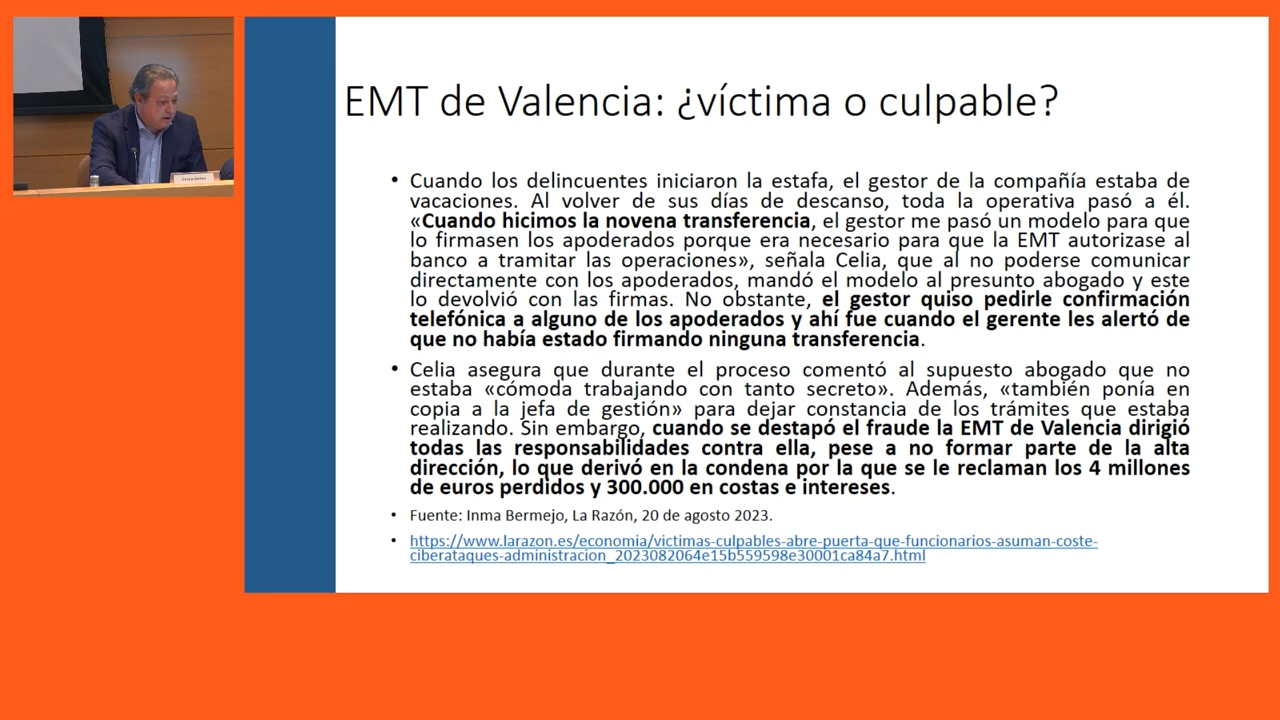 EMT de Valencia: ¿víctima o culpable?
• Cuando los delincuentes iniciaron la estafa, el gestor de la compañía estaba de
vacaciones. Al volver de sus días de descanso, toda la operativa pasó a él.
«Cuando hicimos la novena transferencia, el gestor me pasó un modelo para que
lo firmasen los apoderados porque era necesario para que la EMT autorizase al
banco a tramitar las operaciones», señala Celia, que al no poderse comunicar
directamente con los apoderados, mandó el modelo al presunto abogado y este
lo devolvió con las firmas. No obstante, el gestor quiso pedirle confirmación
telefónica a alguno de los apoderados y ahí fue cuando el gerente les alertó de
que no había estado firmando ninguna transferencia.
• Celia asegura que durante el proceso comentó al supuesto abogado que no
estaba «cómoda trabajando con tanto secreto». Además, «también ponía en
copia a la jefa de gestión» para dejar constancia de los trámites que estaba
realizando. Sin embargo, cuando se destapó el fraude la EMT de Valencia dirigió
todas las responsabilidades contra ella, pese a no formar parte de la alta
dirección, lo que derivó en la condena por la que se le reclaman los 4 millones
de euros perdidos y 300.000 en costas e intereses.
• Fuente: Inma Bermejo, La Razón, 20 de agosto 2023.
• https://www.larazon.es/economia/victimas-culpables-abre-puerta-que-funcionarios-asuman-coste-
ciberataques-administracion_2023082064e15b559598e30001ca84a7.html